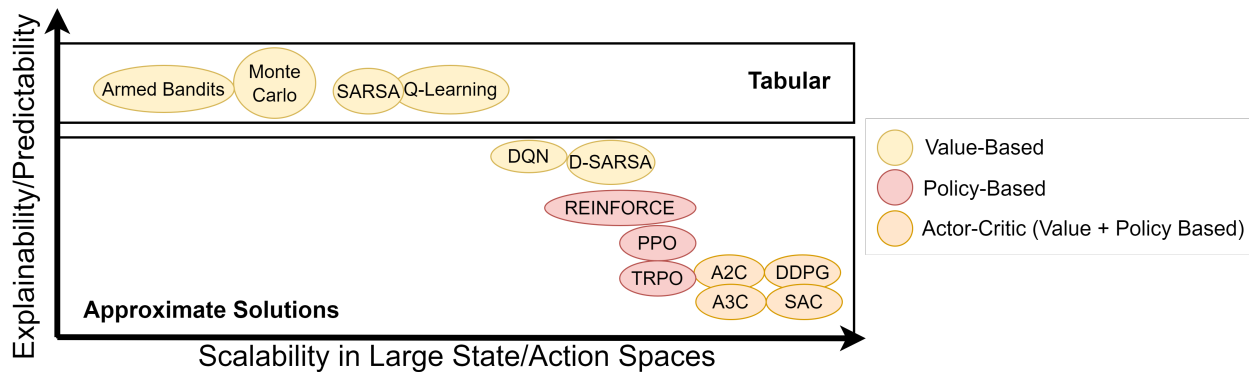 Explainability/Predictability
Tabular
Armed Bandits
Monte
Carlo
SARSA
Q-Learning
DQN
D-SARSA
REINFORCE
PPO
TRPO
A2C
DDPG
A3C
SAC
Approximate Solutions
Scalability in Large State/Action Spaces
Value-Based
Policy-Based
Actor-Critic (Value + Policy Based)